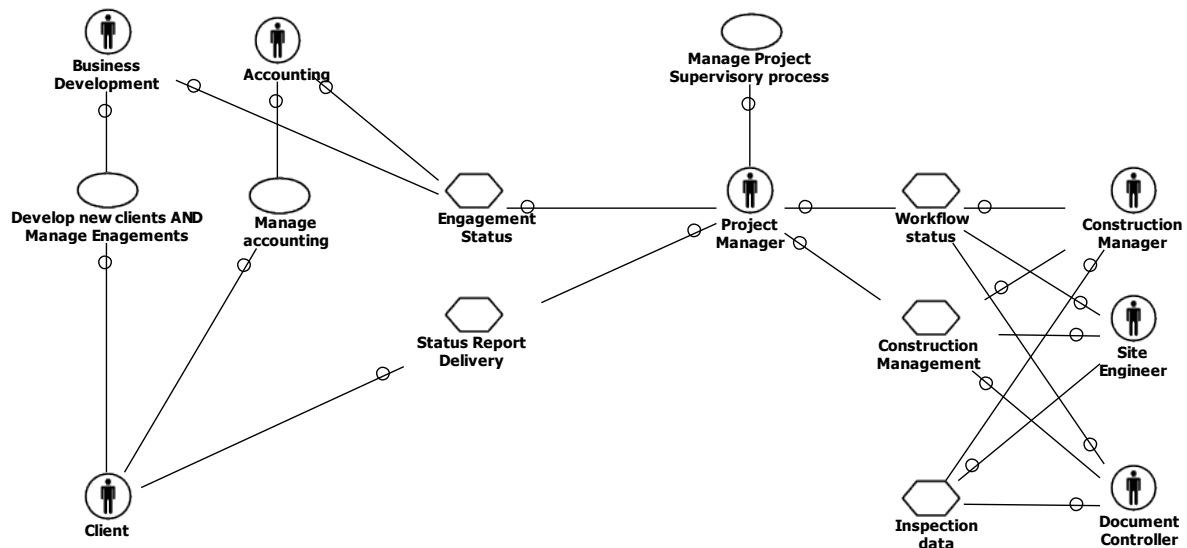 Business
Development
Accounting
Manage Project
Supervisory process
Develop new clients AND
Manage Enagements
Manage
accounting
Engagement
Status
Project
Manager
Workflow
status
Construction
Manager
Status Report
Delivery
Construction
Management
Site
Engineer
Client
Inspection
data
Document
Controller